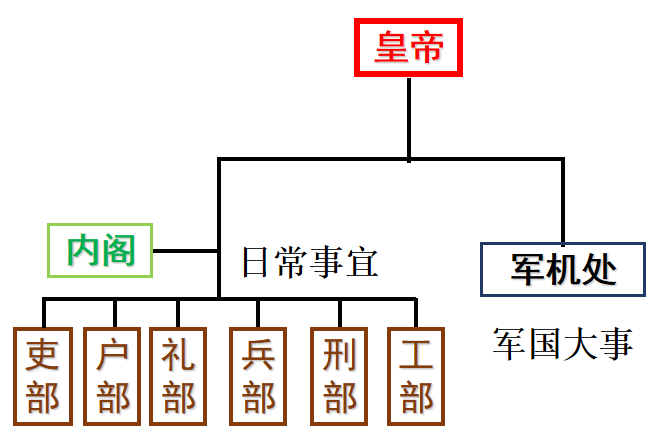 皇帝
内阁
日常事宜
军机处
军国大事
吏部
户部
礼部
兵部
刑部
工部